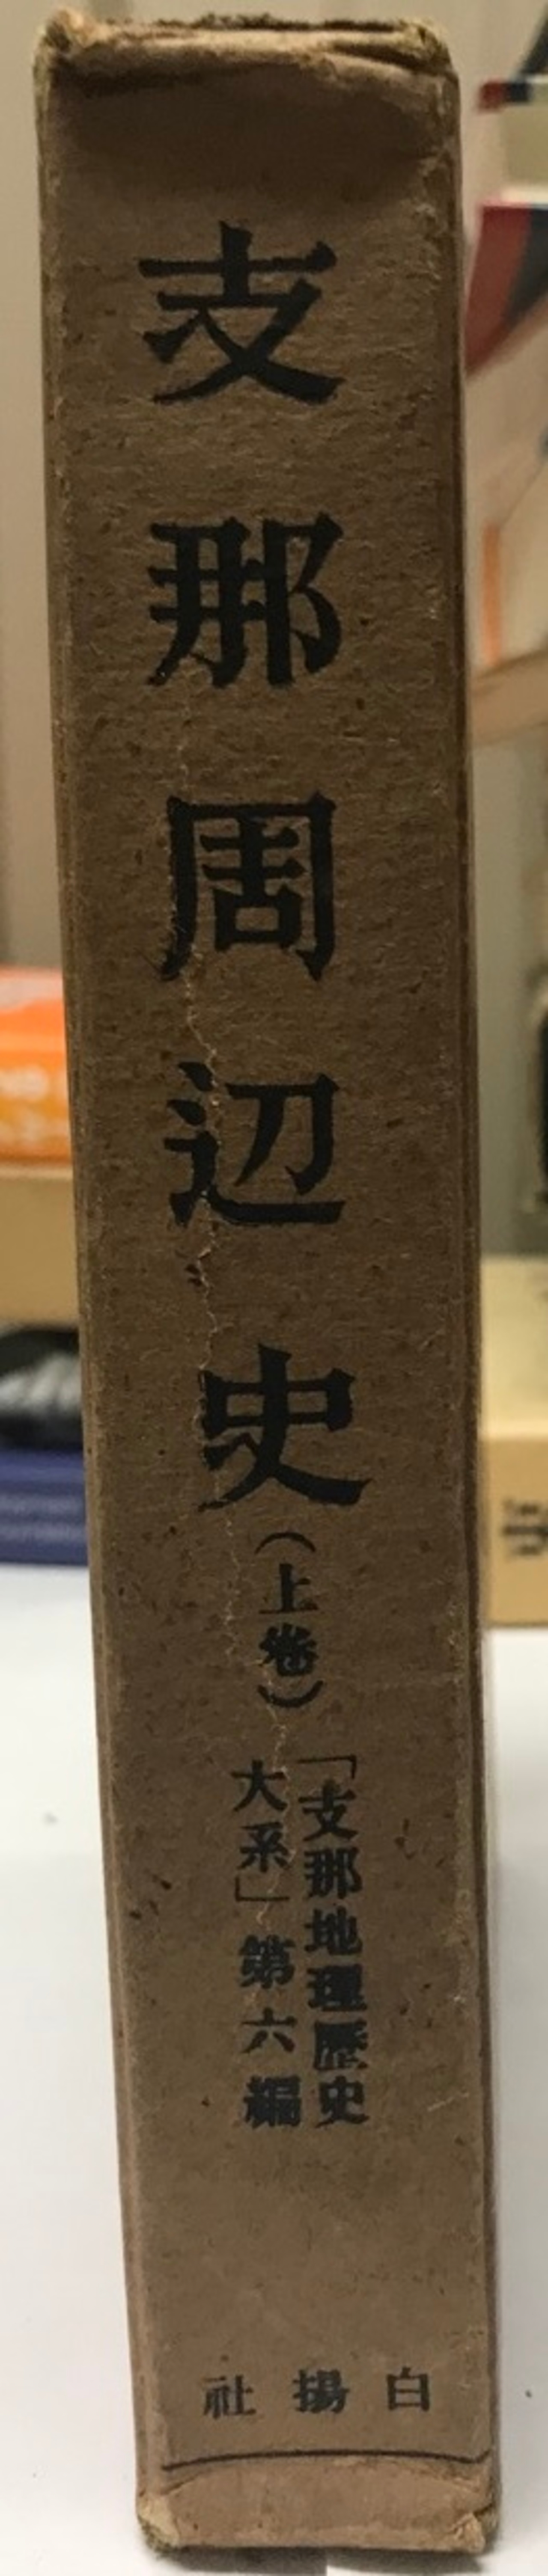 支那周辺史
(上卷)
「支那地理歴史
大系」第六編
白揚社